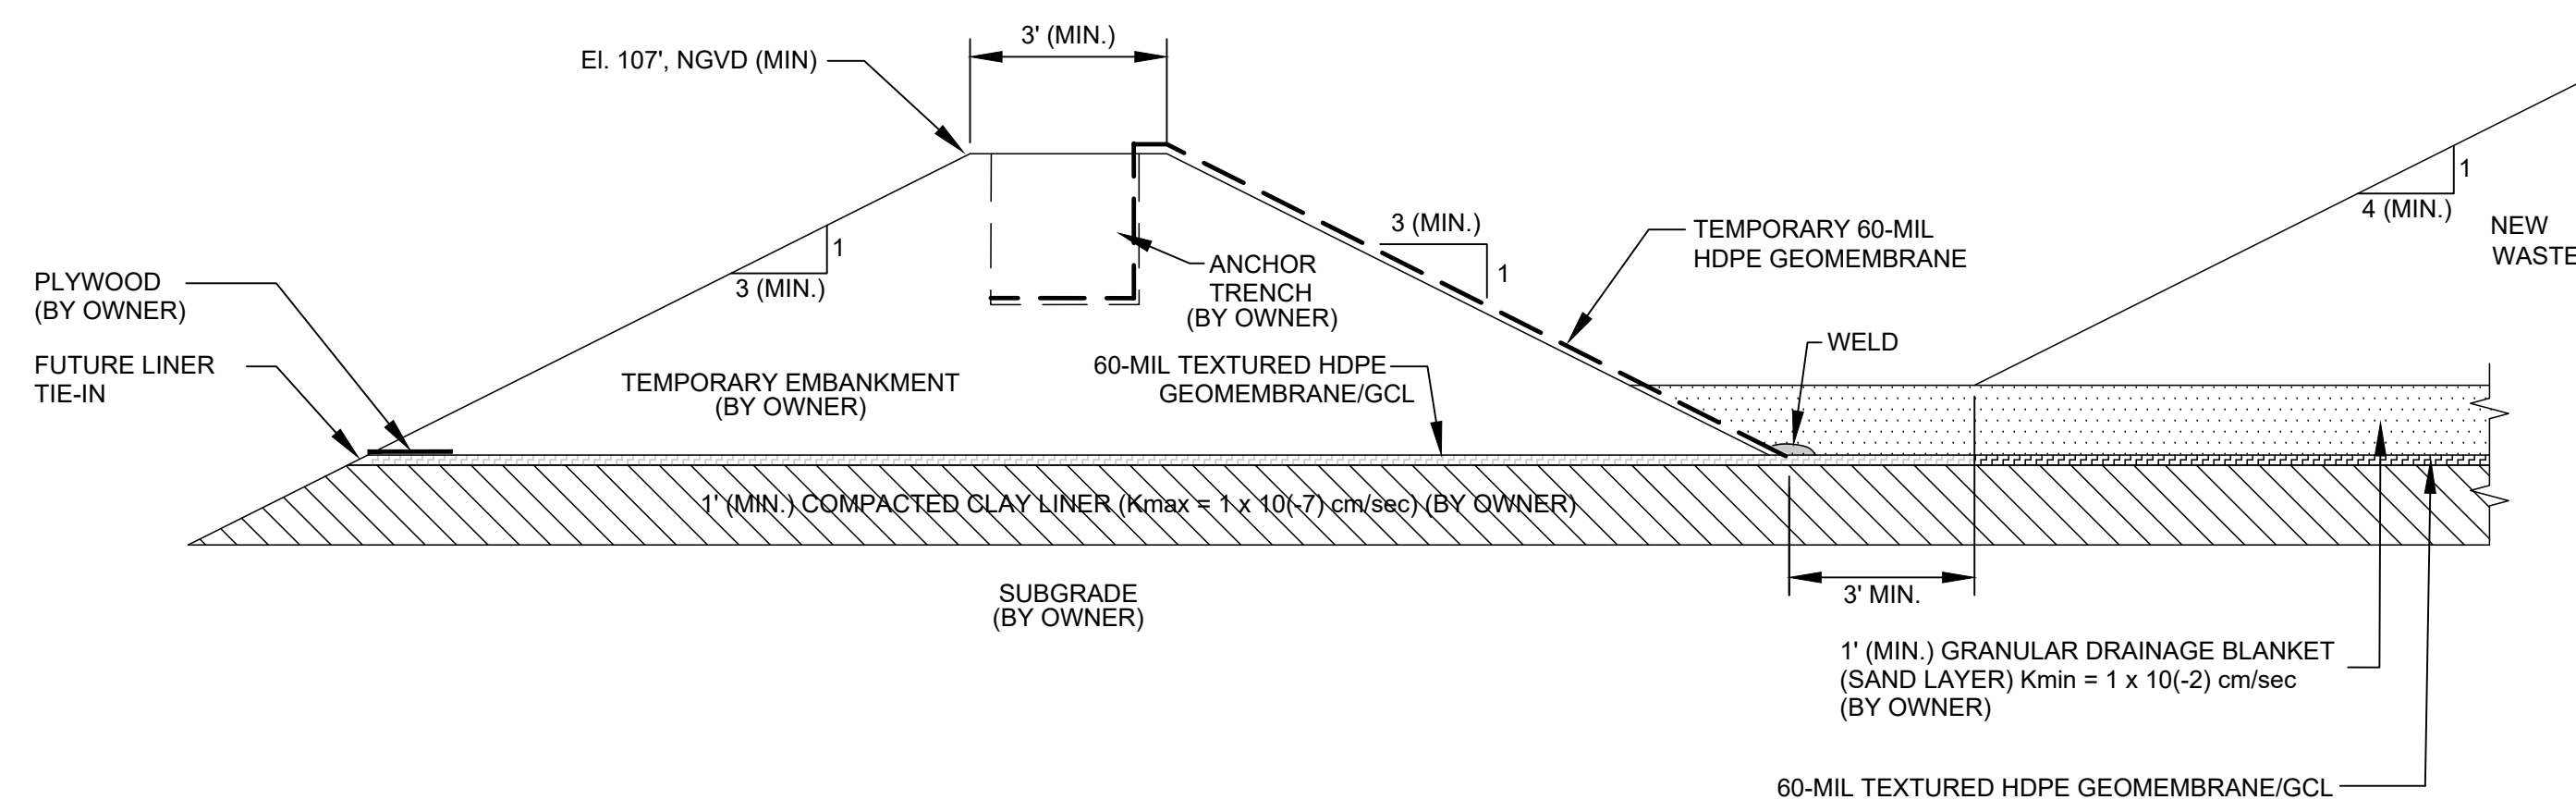 3' (MIN.)
El. 107', NGVD (MIN)
1
4 (MIN.)
NEW
WASTE
3 (MIN.)
1
TEMPORARY 60-MIL
HDPE GEOMEMBRANE
1
3 (MIN.)
ANCHOR
TRENCH
(BY OWNER)
PLYWOOD
(BY OWNER)
WELD
FUTURE LINER
TIE-IN
60-MIL TEXTURED HDPE
GEOMEMBRANE/GCL
TEMPORARY EMBANKMENT
(BY OWNER)
1' (MIN.) COMPACTED CLAY LINER (Kmax = 1 x 10(-7) cm/sec) (BY OWNER)
SUBGRADE
(BY OWNER)
3' MIN.
1' (MIN.) GRANULAR DRAINAGE BLANKET
(SAND LAYER) Kmin = 1 x 10(-2) cm/sec
(BY OWNER)
60-MIL TEXTURED HDPE GEOMEMBRANE/GCL